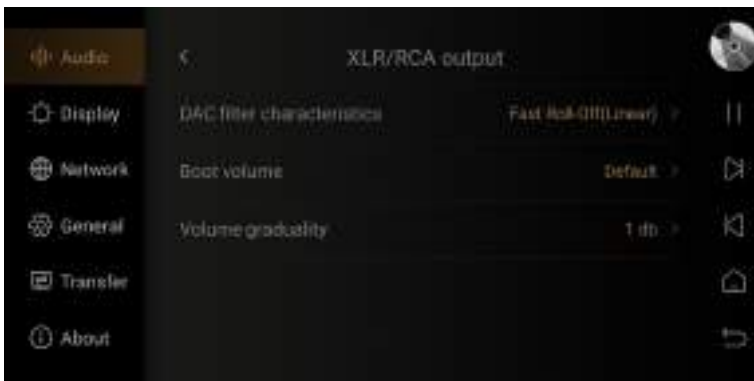 Audio
XLR/RCA output
Display
DAC filter characteristics
Fast Roll-Off(Linear)
Network
Boot volume
Default
General
Volume graduality
1 db
Transfer
About